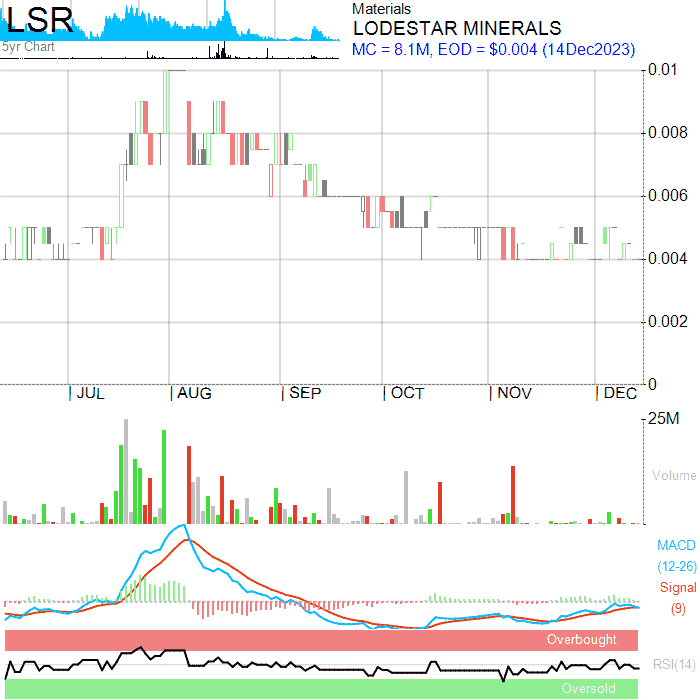 LSR
5yr Chart
Materials
LODESTAR MINERALS
MC = 8.1M, EOD = $0.004 (14Dec2023)
0.01
0.008
0.006
0.004
0.002
0
JUL AUG SEP OCT NOV DEC
25M
Volume
MACD
(12-26)
Signal
(9)
Overbought
RSI(14)
Oversold